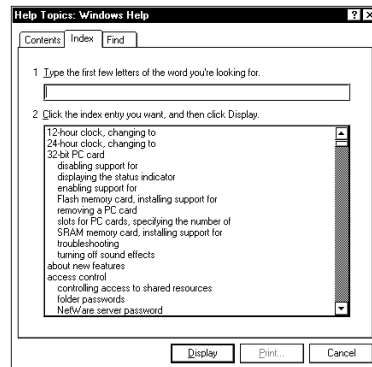 Help Topics: Windows Help
Contents Index Find
1 Type the first few letters of the word you're looking for.
2 Click the index entry you want, and then click Display.
12-hour clock, changing to
24-hour clock, changing to
32-bit PC card
disabling support for
displaying the status indicator
enabling support for
Flash memory card, installing support for
removing a PC card
slots for PC cards, specifying the number of
SRAM memory card, installing support for
troubleshooting
turning off sound effects
about new features
access control
controlling access to shared resources
folder passwords
NetWare server password
Display Print... Cancel